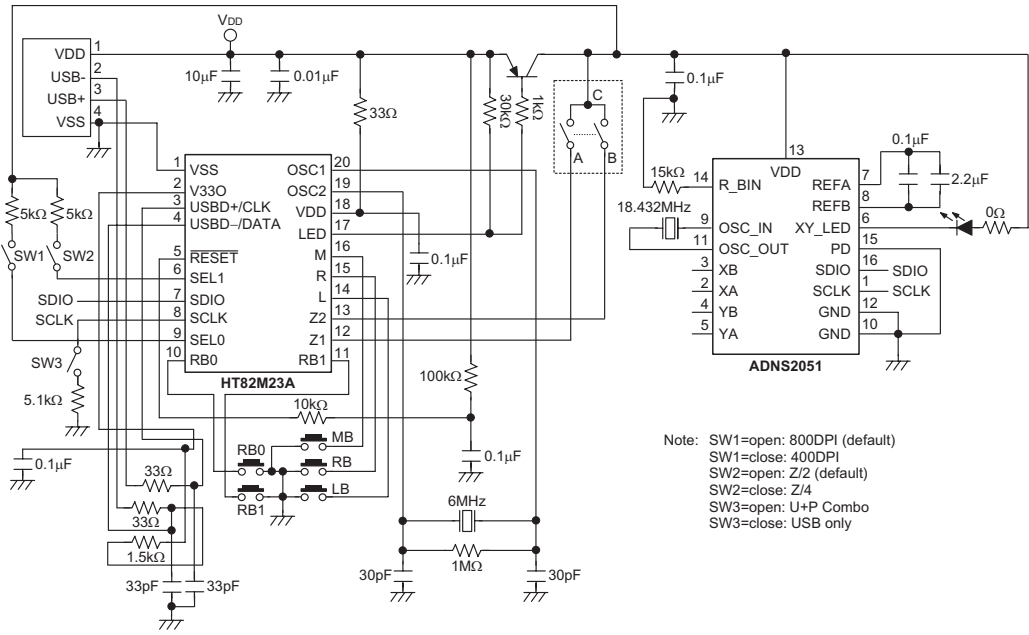 VDD
VDD 1
USB- 2
USB+ 3
VSS 4
10μF
0.01μF
33Ω
30kΩ
1kΩ
C
A
B
0.1μF
15kΩ
18.432MHz
5kΩ
5kΩ
SW1
SW2
SDIO
SCLK
SW3
5.1kΩ
1 VSS
2 V33O
3 USBD+/CLK
4 USBD–/DATA
5 RESET
6 SEL1
7 SDIO
8 SCLK
9 SEL0
10 RB0
OSC1 20
OSC2 19
VDD 18
LED 17
M 16
R 15
L 14
Z2 13
Z1 12
RB1 11
HT82M23A
0.1μF
100kΩ
10kΩ
0.1μF
MB
RB0
RB
RB1
LB
0.1μF
33Ω
33Ω
1.5kΩ
33pF
33pF
6MHz
1MΩ
30pF
30pF
13
VDD
14 R_BIN
9 OSC_IN
11 OSC_OUT
3 XB
2 XA
4 YB
5 YA
REFA 7
REFB 8
XY_LED 6
PD 15
SDIO 16 SDIO
SCLK 1 SCLK
GND 12
GND 10
ADNS2051
0.1μF
2.2μF
0Ω
Note: SW1=open: 800DPI (default)
SW1=close: 400DPI
SW2=open: Z/2 (default)
SW2=close: Z/4
SW3=open: U+P Combo
SW3=close: USB only